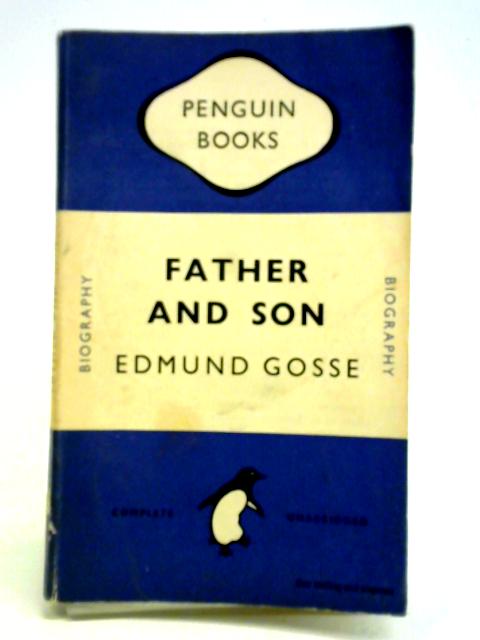 PENGUIN
BOOKS
FATHER
AND SON
EDMUND GOSSE
BIOGRAPHY
BIOGRAPHY
COMPLETE
UNABRIDGED